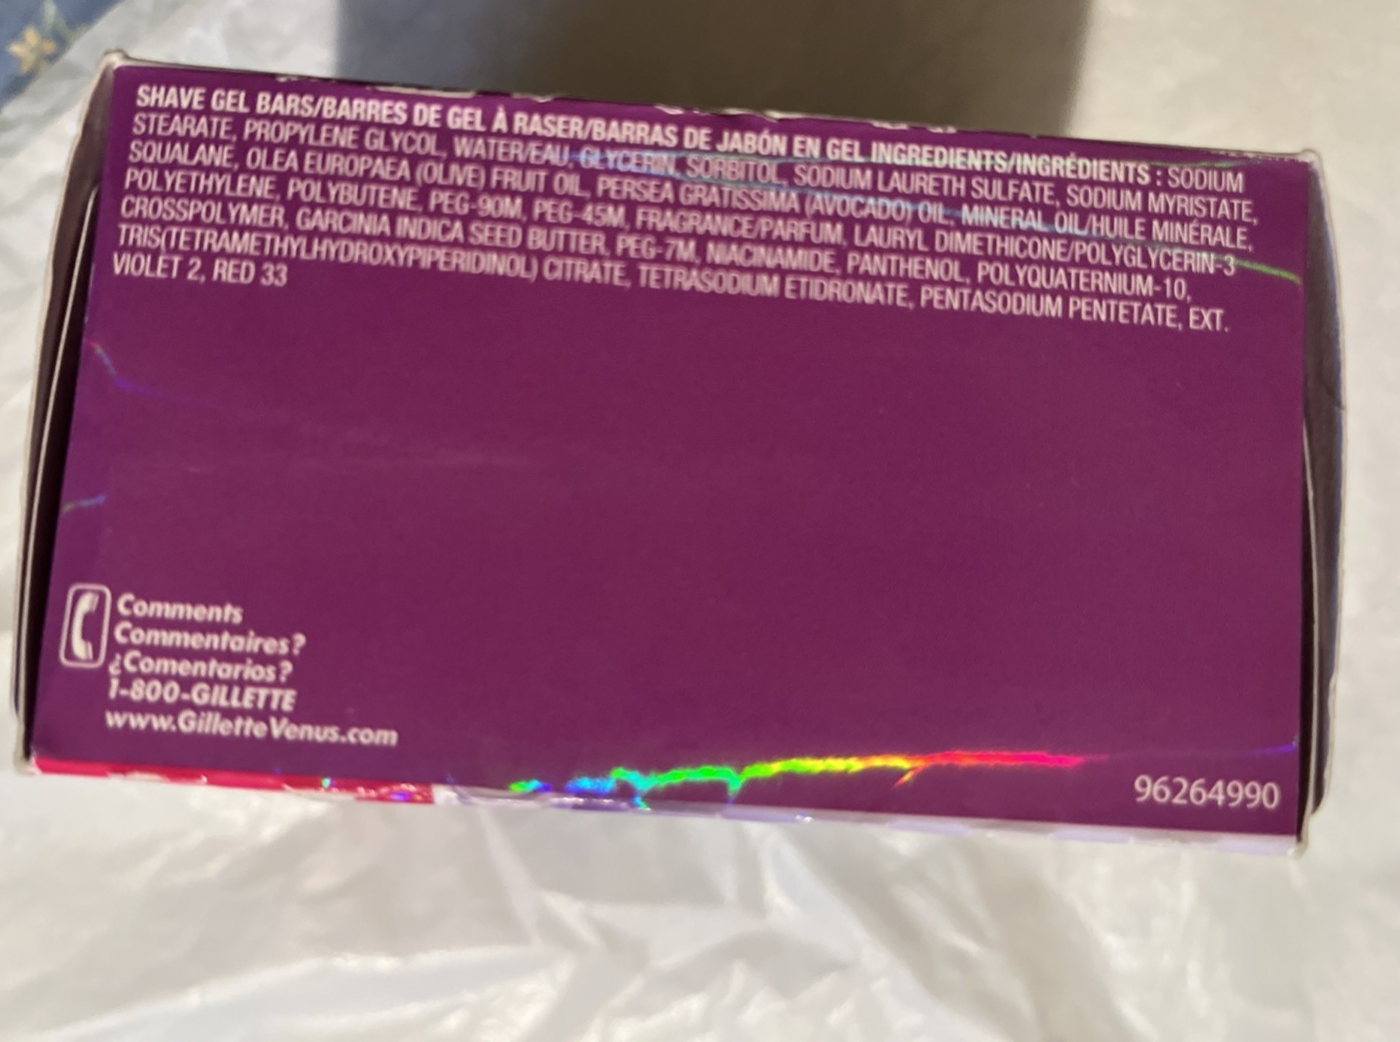 SHAVE GEL BARS/BARRES DE GEL À RASER/BARRAS DE JABÓN EN GEL INGREDIENTS/INGRÉDIENTS : SODIUM
STEARATE, PROPYLENE GLYCOL, WATER/EAU, GLYCERIN, SORBITOL, SODIUM LAURETH SULFATE, SODIUM MYRISTATE,
SQUALANE, OLEA EUROPAEA (OLIVE) FRUIT OIL, PERSEA GRATISSIMA (AVOCADO) OIL, MINERAL OIL/HUILE MINÉRALE,
POLYETHYLENE, POLYBUTENE, PEG-90M, PEG-45M, FRAGRANCE/PARFUM, LAURYL DIMETHICONE/POLYGLYCERIN-3
CROSSPOLYMER, GARCINIA INDICA SEED BUTTER, PEG-7M, NIACINAMIDE, PANTHENOL, POLYQUATERNIUM-10,
TRIS(TETRAMETHYLHYDROXYPIPERIDINOL) CITRATE, TETRASODIUM ETIDRONATE, PENTASODIUM PENTETATE, EXT.
VIOLET 2, RED 33
Comments
Commentaires?
¿Comentarios?
1-800-GILLETTE
www.GilletteVenus.com
96264990